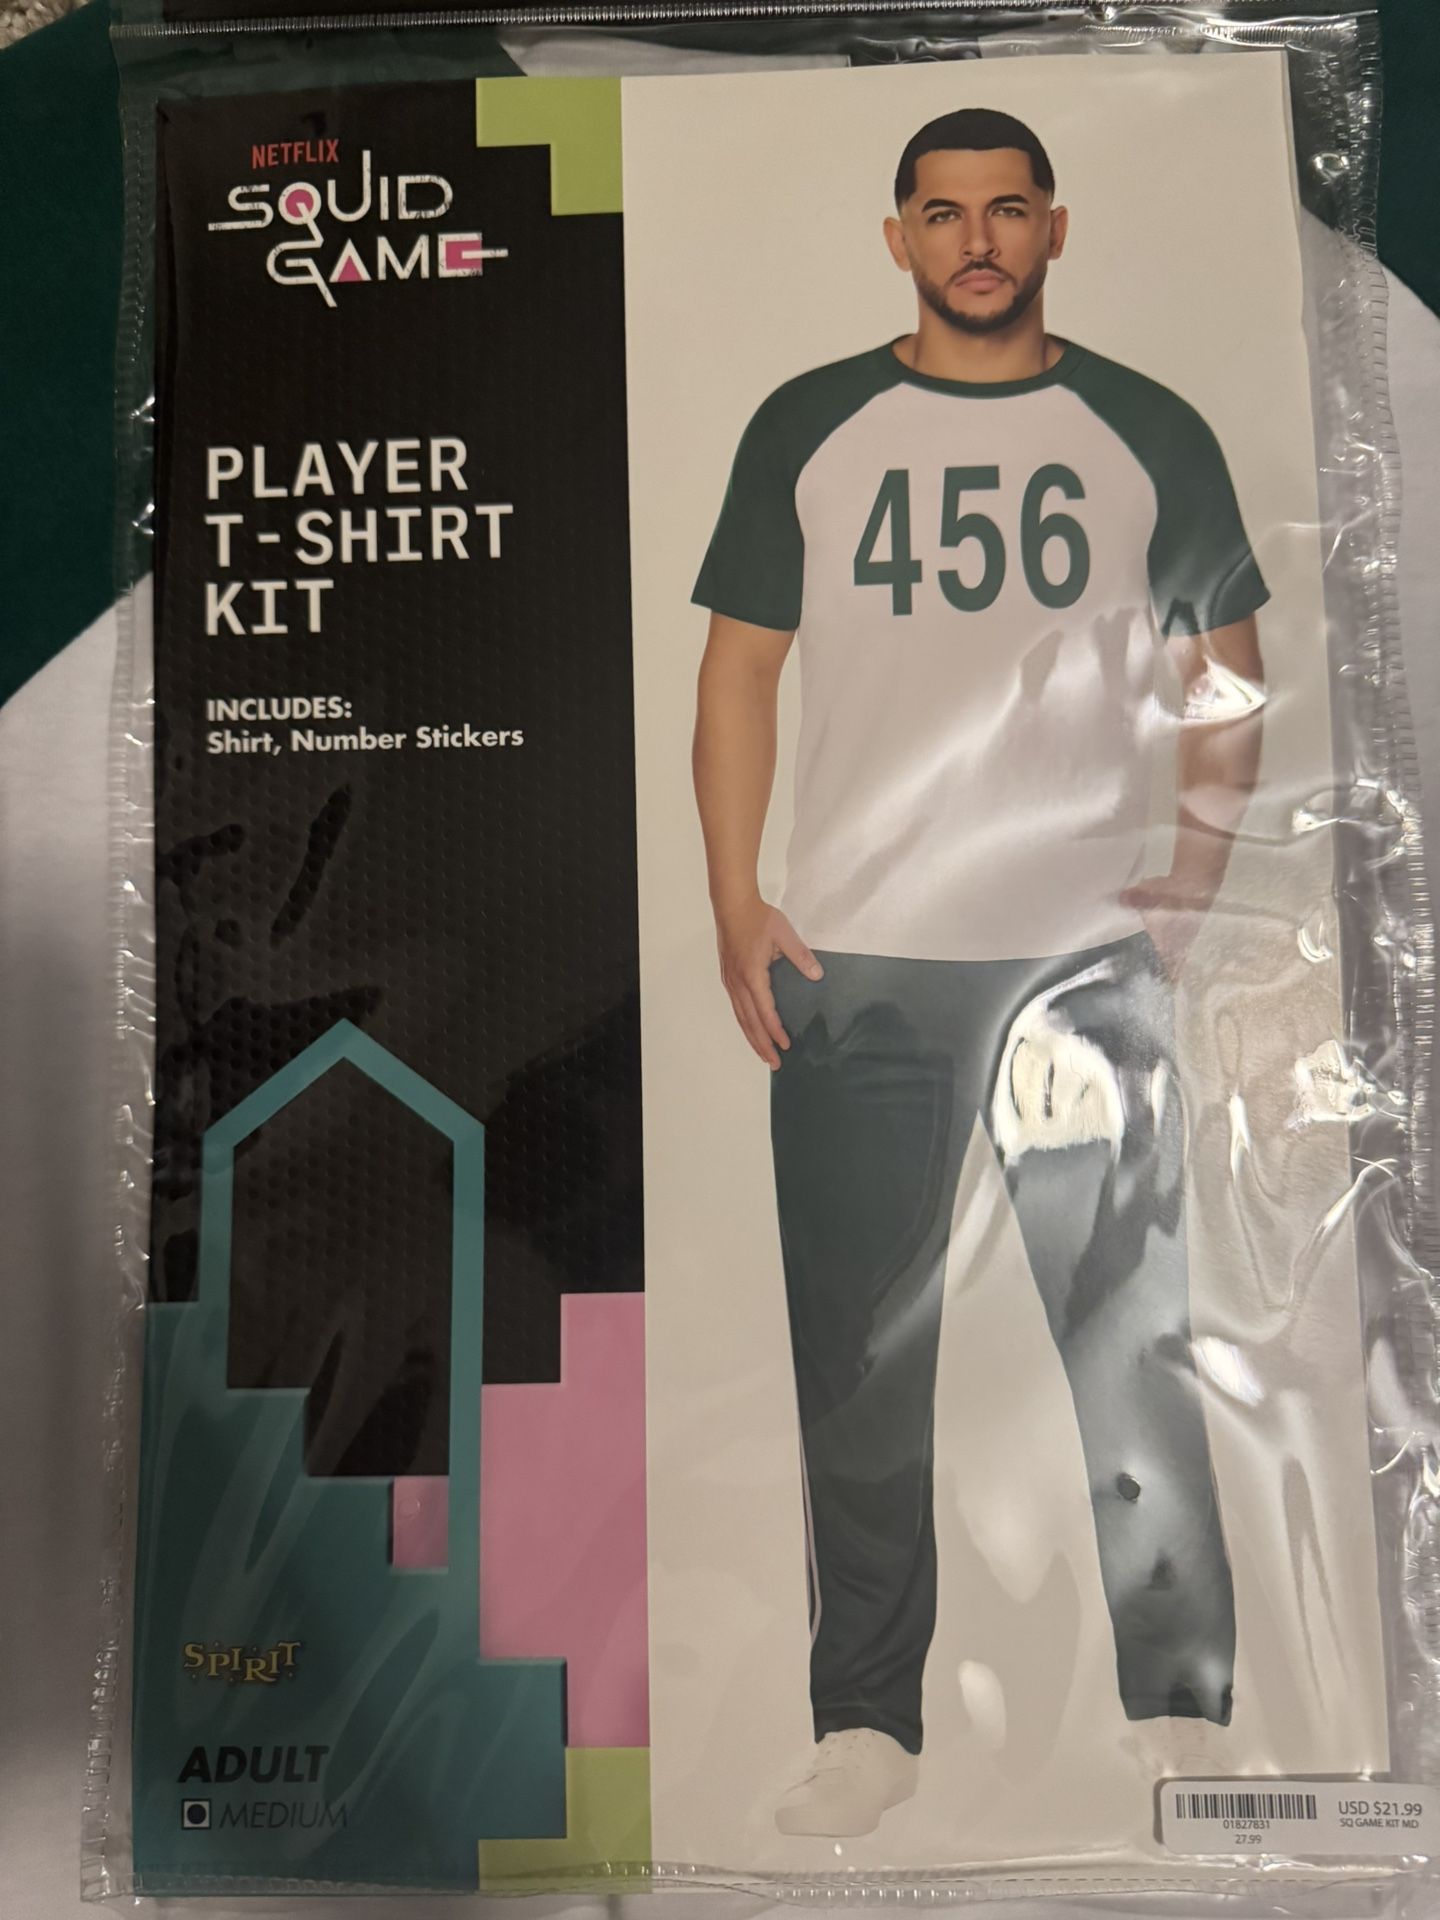 NETFLIX
SQUID
GAME
PLAYER
T-SHIRT
KIT
INCLUDES:
Shirt, Number Stickers
456
SPIRIT
ADULT
MEDIUM
USD $21.99
SQ GAME KIT MD
01827831
27.99